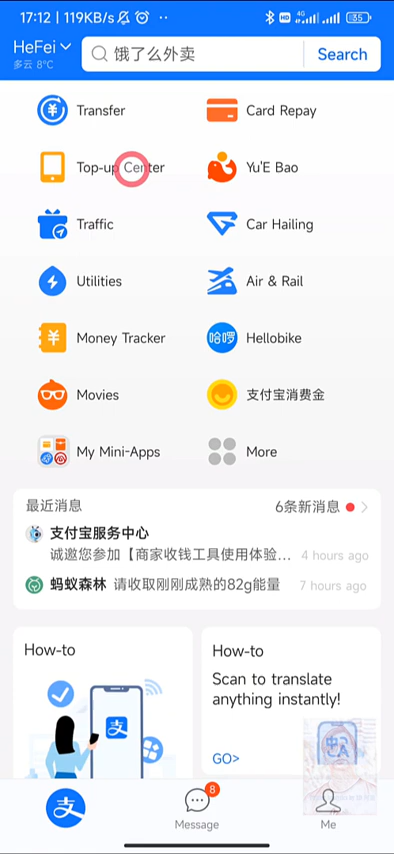 17:12 | 119KB/s
HD 4G 35
HeFei
多云 8°C
饿了么外卖
Search
Transfer
Card Repay
Top-up Center
Yu'E Bao
Traffic
Car Hailing
Utilities
Air & Rail
Money Tracker
哈啰
Hellobike
Movies
支付宝消费金
My Mini-Apps
More
最近消息
6条新消息
支付宝服务中心
诚邀您参加【商家收钱工具使用体验…
4 hours ago
蚂蚁森林 请收取刚刚成熟的82g能量
7 hours ago
How-to
支
How-to
Scan to translate
anything instantly!
GO>
支
8
Message
Me